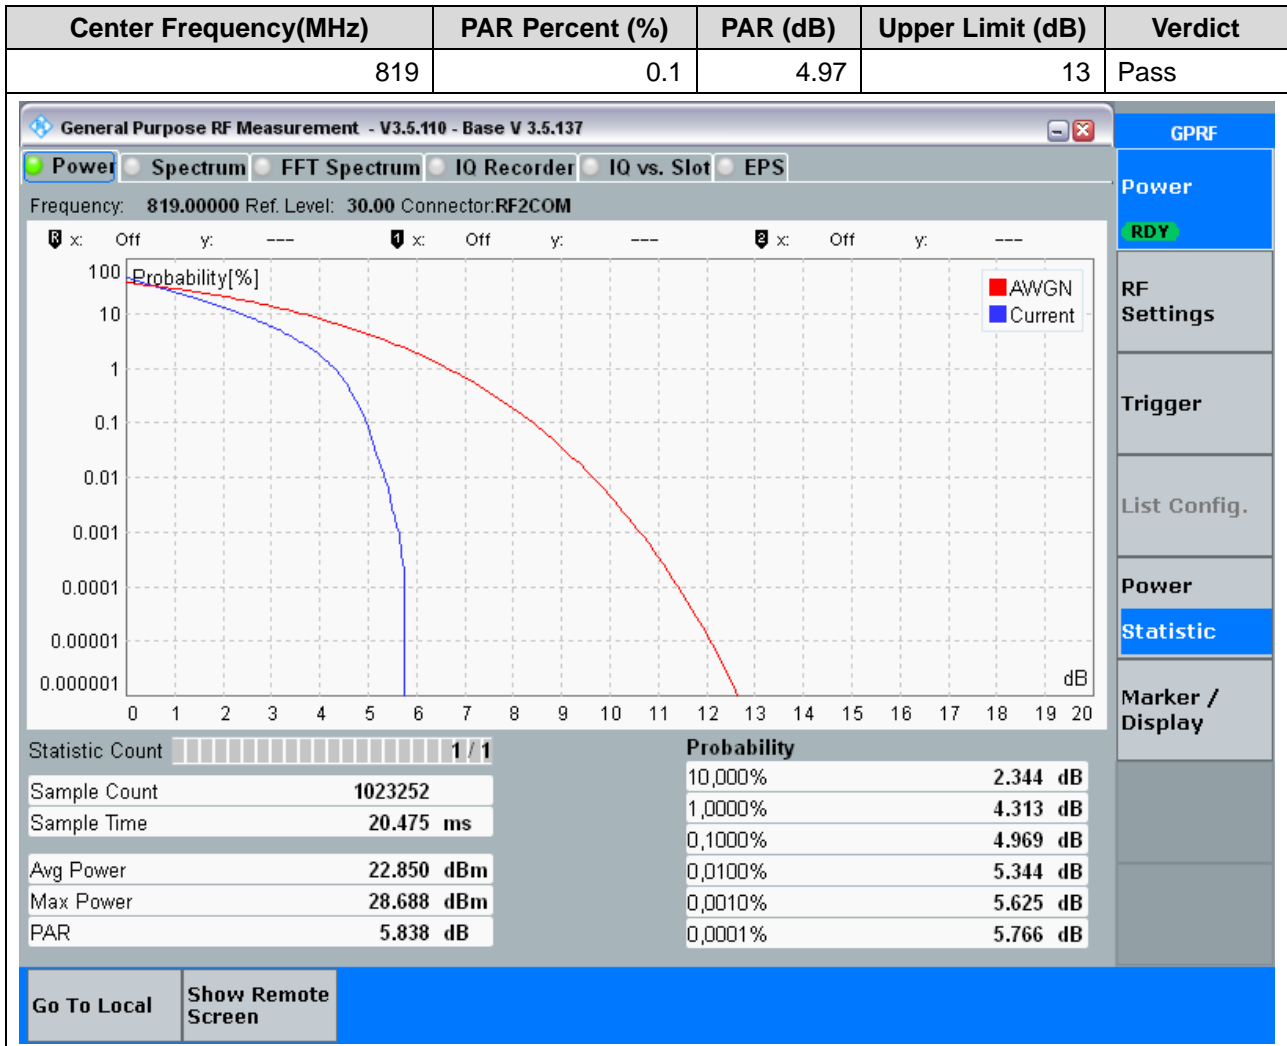 Center Frequency(MHz) PAR Percent (%) PAR (dB) Upper Limit (dB) Verdict
819 0.1 4.97 13 Pass
General Purpose RF Measurement - V3.5.110 - Base V 3.5.137
GPRF
Power Spectrum FFT Spectrum IQ Recorder IQ vs. Slot EPS
Frequency: 819.00000 Ref. Level: 30.00 Connector:RF2COM
R x: Off y: --- 1 x: Off y: --- 2 x: Off y: ---
Probability[%]
AWGN
Current
100
10
1
0.1
0.01
0.001
0.0001
0.00001
0.000001
dB
0 1 2 3 4 5 6 7 8 9 10 11 12 13 14 15 16 17 18 19 20
Statistic Count 1 / 1
Sample Count 1023252
Sample Time 20.475 ms
Avg Power 22.850 dBm
Max Power 28.688 dBm
PAR 5.838 dB
Probability
10,000% 2.344 dB
1,0000% 4.313 dB
0,1000% 4.969 dB
0,0100% 5.344 dB
0,0010% 5.625 dB
0,0001% 5.766 dB
Power
RDY
RF
Settings
Trigger
List Config.
Power
Statistic
Marker /
Display
Go To Local
Show Remote
Screen